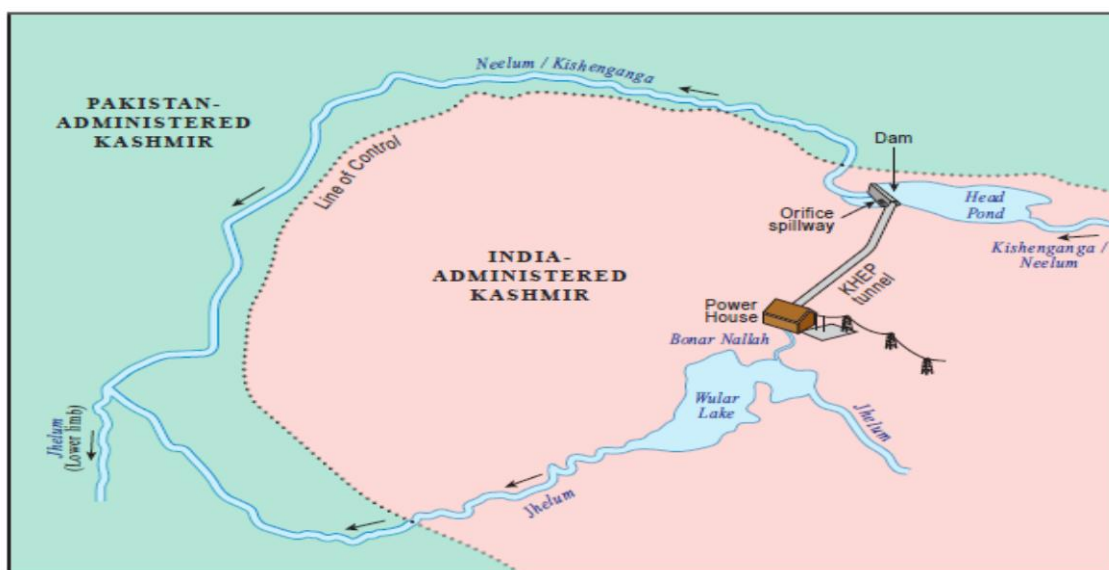 Neelum / Kishenganga
PAKISTAN-
ADMINISTERED
KASHMIR
Line of Control
Dam
Head
Pond
Orifice
spillway
Kishenganga /
Neelum
INDIA-
ADMINISTERED
KASHMIR
KHEP
tunnel
Power
House
Bonar Nallah
Wular
Lake
Jhelum
Jhelum
(Lower limb)
Jhelum